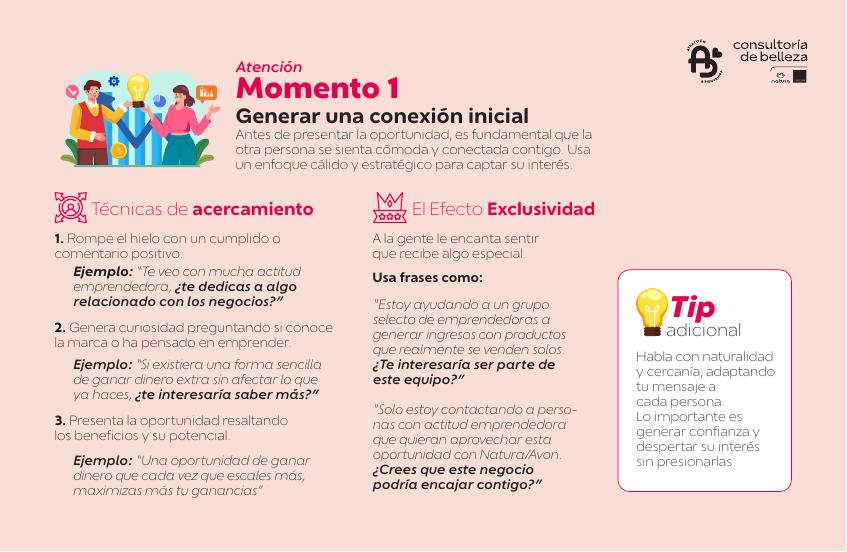 consultoría
de belleza
natura
Atención
Momento 1
Generar una conexión inicial
Antes de presentar la oportunidad, es fundamental que la
otra persona se sienta cómoda y conectada contigo. Usa
un enfoque cálido y estratégico para captar su interés.
Técnicas de acercamiento
1. Rompe el hielo con un cumplido o
comentario positivo.
Ejemplo: “Te veo con mucha actitud
emprendedora, ¿te dedicas a algo
relacionado con los negocios?”
2. Genera curiosidad preguntando si conoce
la marca o ha pensado en emprender.
Ejemplo: “Si existiera una forma sencilla
de ganar dinero extra sin afectar lo que
ya haces, ¿te interesaría saber más?”
3. Presenta la oportunidad resaltando
los beneficios y su potencial.
Ejemplo: “Una oportunidad de ganar
dinero que cada vez que escales más,
maximizas más tu ganancias”
El Efecto Exclusividad
A la gente le encanta sentir
que recibe algo especial.
Usa frases como:
"Estoy ayudando a un grupo
selecto de emprendedoras a
generar ingresos con productos
que realmente se venden solos.
¿Te interesaría ser parte de
este equipo?”
"Solo estoy contactando a perso-
nas con actitud emprendedora
que quieran aprovechar esta
oportunidad con Natura/Avon.
¿Crees que este negocio
podría encajar contigo?”
Tip
adicional
Habla con naturalidad
y cercanía, adaptando
tu mensaje a
cada persona.
Lo importante es
generar confianza y
despertar su interés
sin presionarlas.